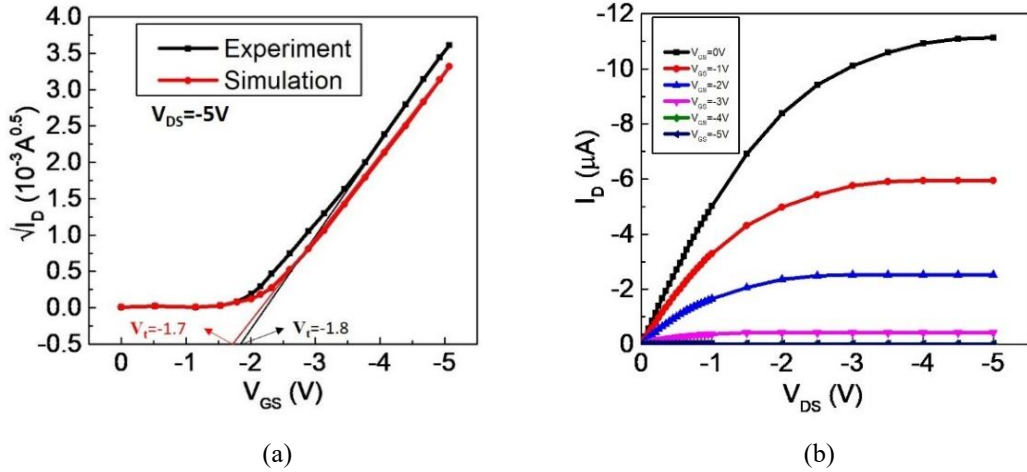 4.0
3.5
3.0
2.5
2.0
1.5
1.0
0.5
0.0
-0.5
√I_D (10^-3 A^0.5)
Experiment
Simulation
V_DS=-5V
V_t=-1.7
V_t=-1.8
0 -1 -2 -3 -4 -5
V_GS (V)
(a)
-10
-8
-6
-4
-2
0
I_D (μA)
V_GS=0V
V_GS=-1V
V_GS=-2V
V_GS=-3V
V_GS=-4V
V_GS=-5V
0 -1 -2 -3 -4 -5
V_DS (V)
(b)